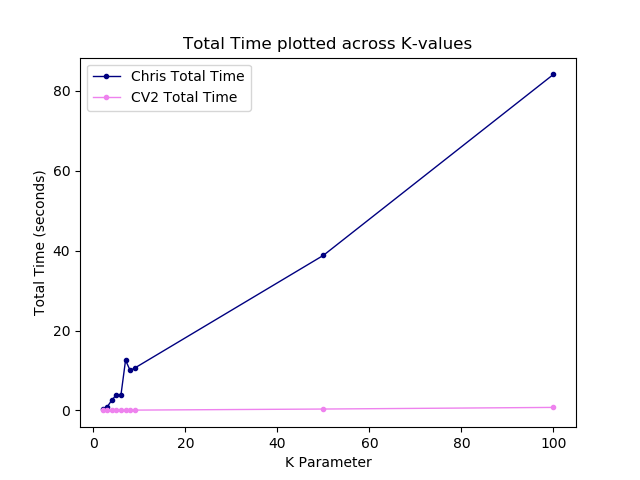 Total Time plotted across K-values
Chris Total Time
CV2 Total Time
Total Time (seconds)
80
60
40
20
0
0 20 40 60 80 100
K Parameter